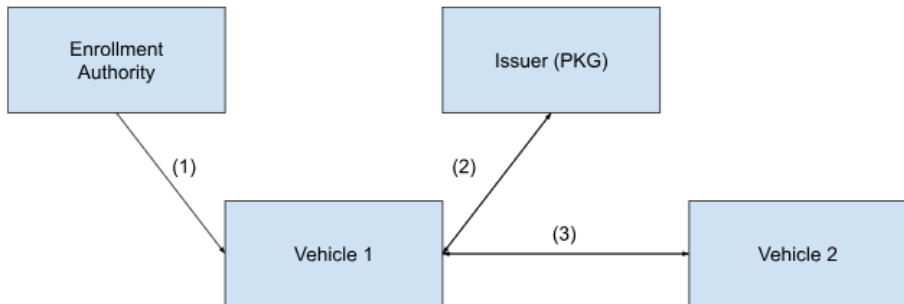 Enrollment
Authority
Issuer (PKG)
(1)
(2)
(3)
Vehicle 1
Vehicle 2